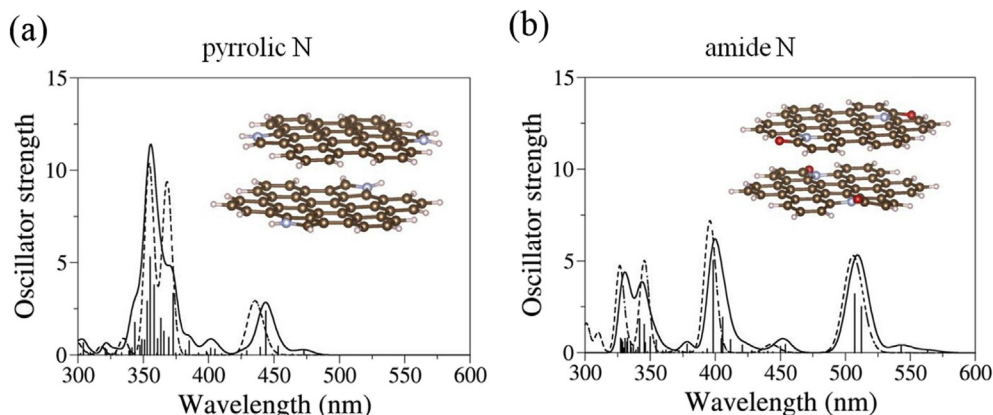 (a)
pyrrolic N
15
10
5
0
Oscillator strength
300 350 400 450 500 550 600
Wavelength (nm)
(b)
amide N
15
10
5
0
Oscillator strength
300 350 400 450 500 550 600
Wavelength (nm)